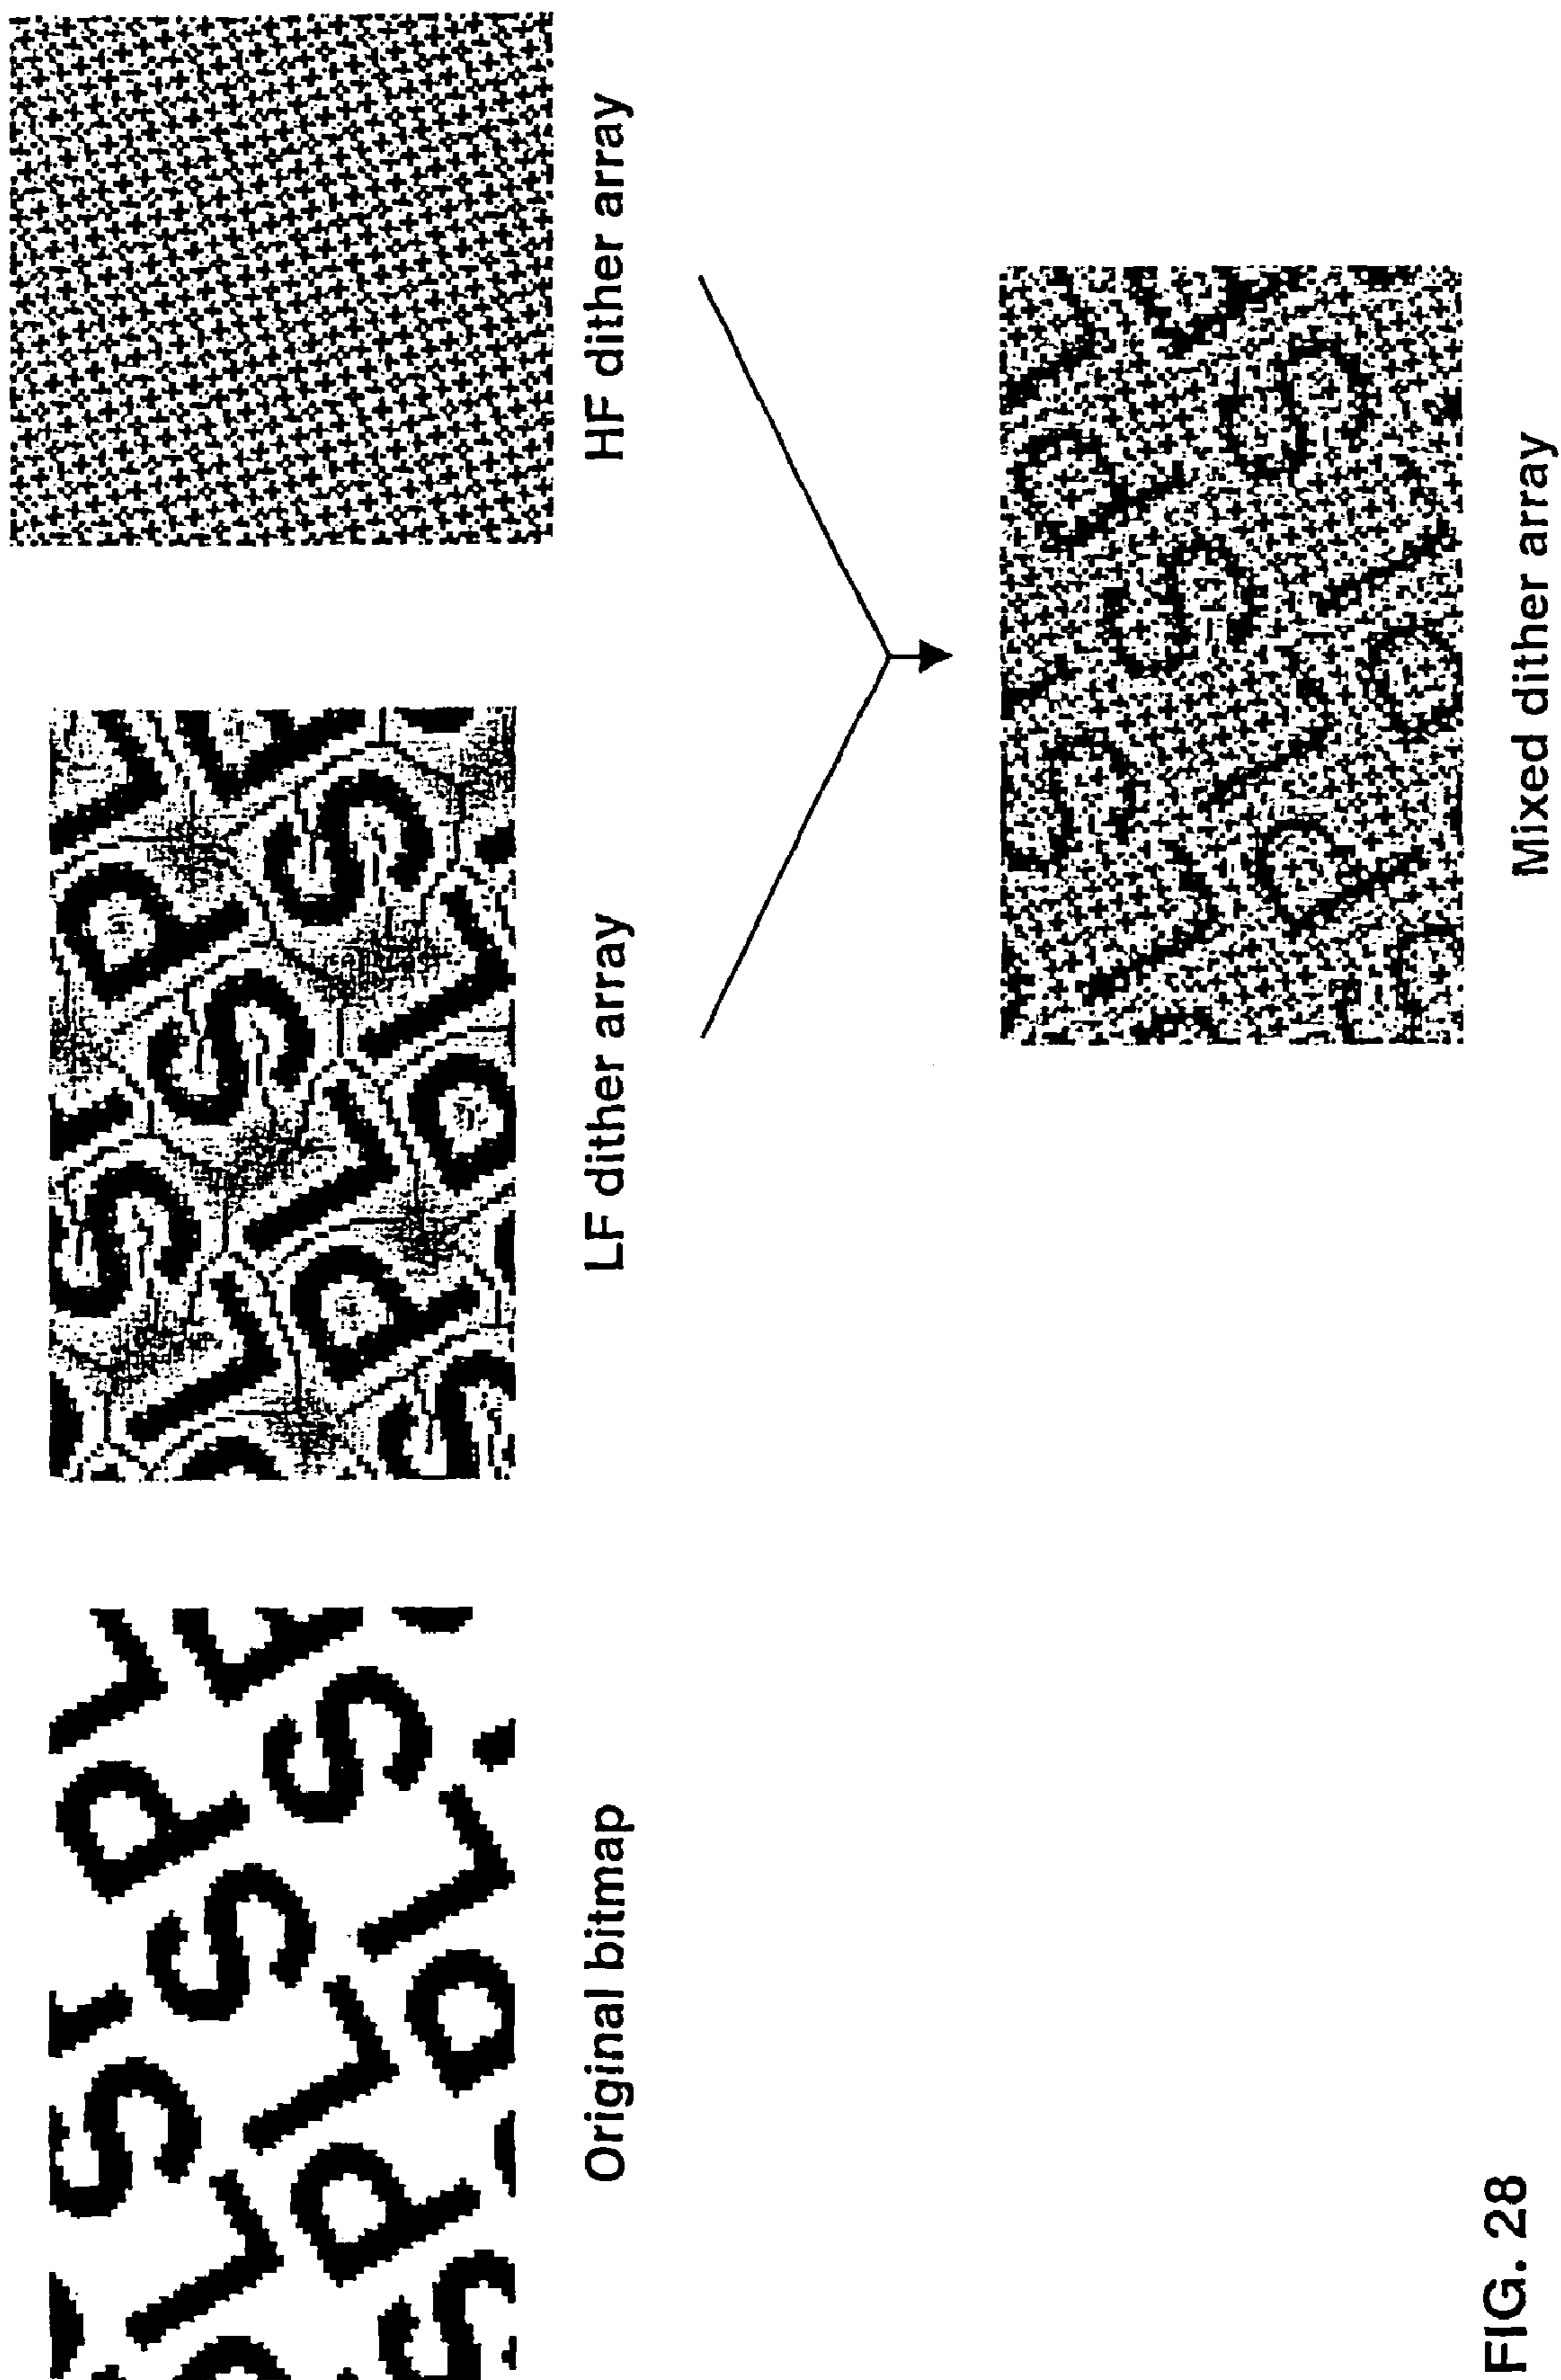 Original bitmap
LF dither array
HF dither array
Mixed dither array
FIG. 28